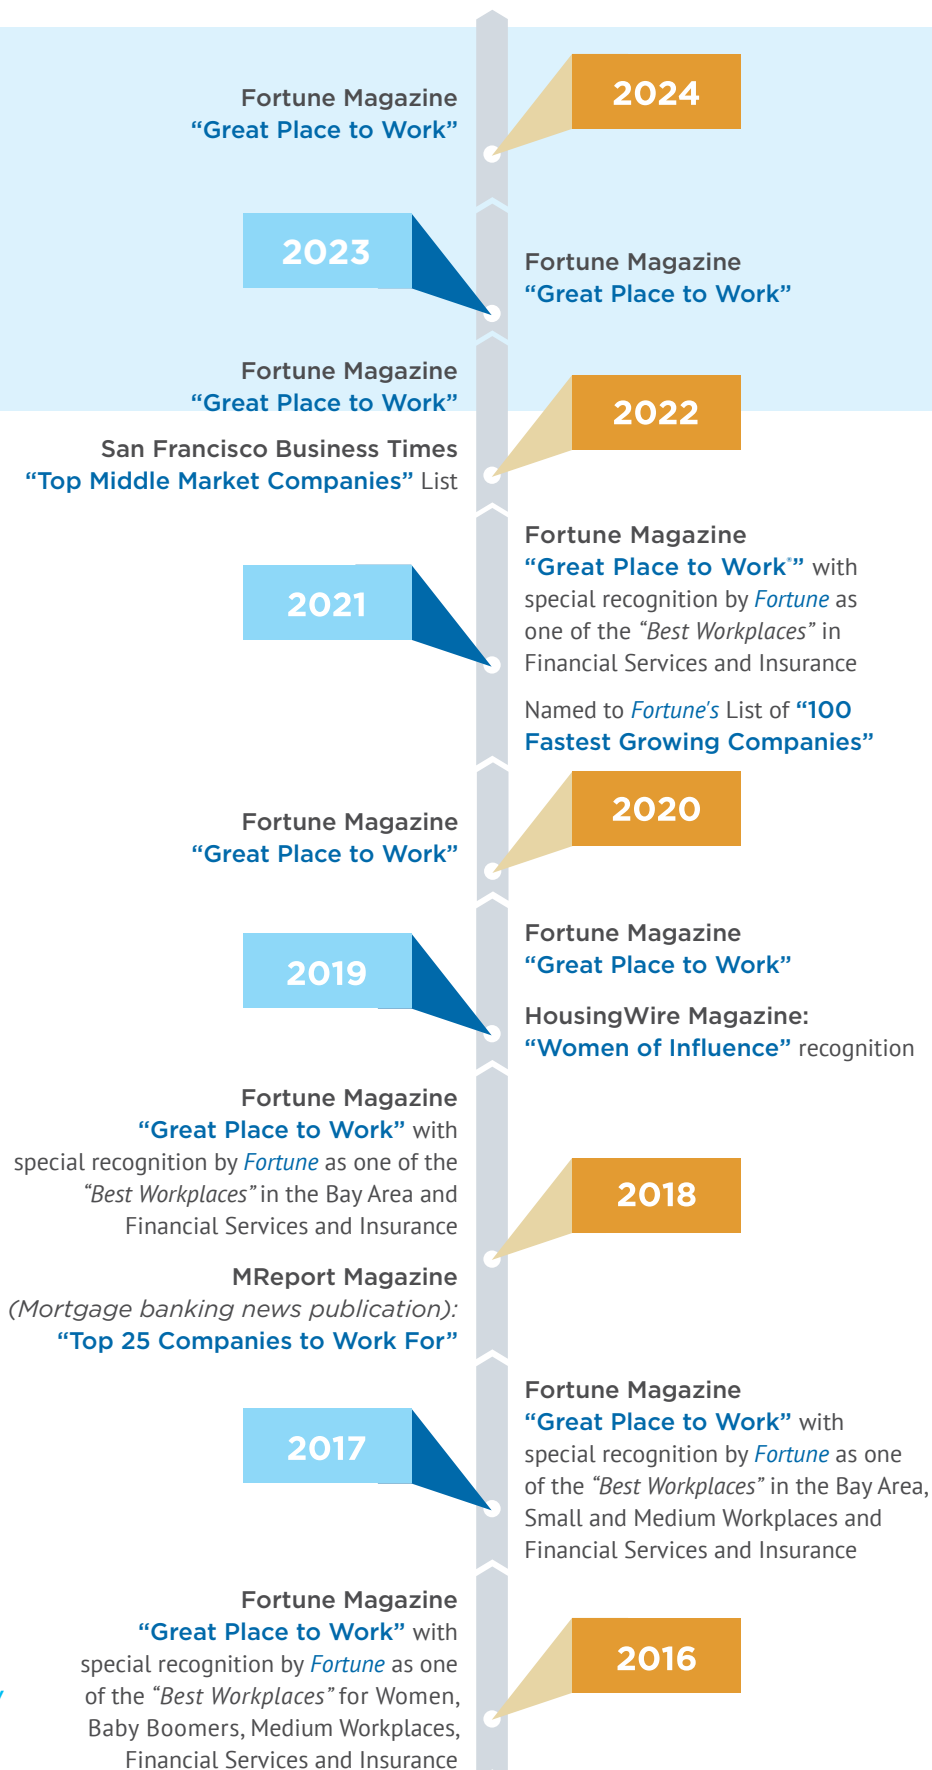 2024
Fortune Magazine
“Great Place to Work”
2023
Fortune Magazine
“Great Place to Work”
2022
Fortune Magazine
“Great Place to Work”
San Francisco Business Times
“Top Middle Market Companies” List
2021
Fortune Magazine
“Great Place to Work®” with
special recognition by Fortune as
one of the “Best Workplaces” in
Financial Services and Insurance
Named to Fortune's List of “100
Fastest Growing Companies”
2020
Fortune Magazine
“Great Place to Work”
2019
Fortune Magazine
“Great Place to Work”
HousingWire Magazine:
“Women of Influence” recognition
2018
Fortune Magazine
“Great Place to Work” with
special recognition by Fortune as one of the
“Best Workplaces” in the Bay Area and
Financial Services and Insurance
MReport Magazine
(Mortgage banking news publication):
“Top 25 Companies to Work For”
2017
Fortune Magazine
“Great Place to Work” with
special recognition by Fortune as one
of the “Best Workplaces” in the Bay Area,
Small and Medium Workplaces and
Financial Services and Insurance
2016
Fortune Magazine
“Great Place to Work” with
special recognition by Fortune as one
of the “Best Workplaces” for Women,
Baby Boomers, Medium Workplaces,
Financial Services and Insurance